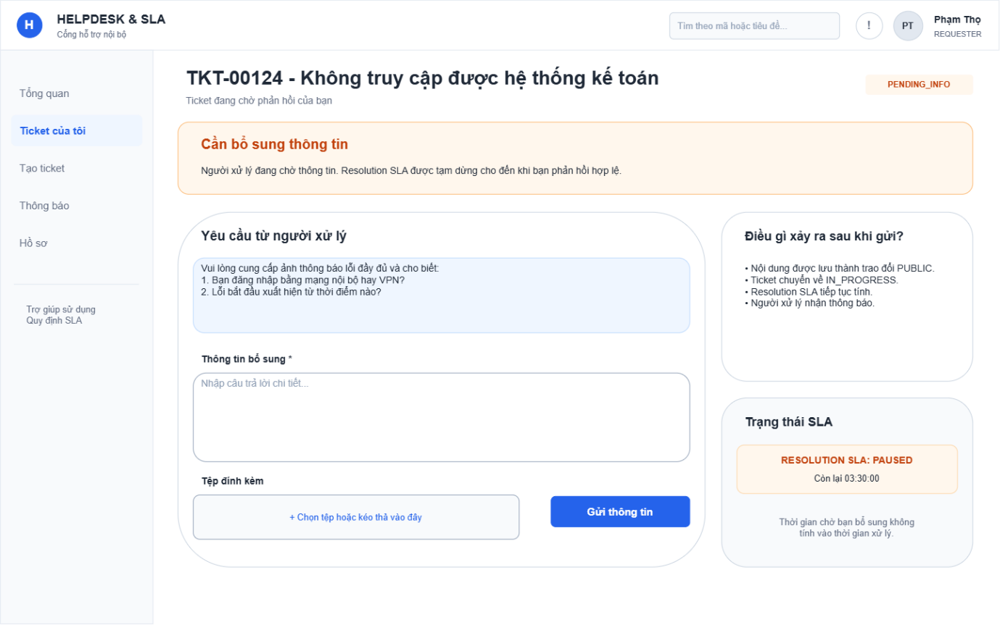 H
HELPDESK & SLA
Cổng hỗ trợ nội bộ
Tìm theo mã hoặc tiêu đề...
!
PT
Phạm Thọ
REQUESTER
Tổng quan
Ticket của tôi
Tạo ticket
Thông báo
Hồ sơ
Trợ giúp sử dụng
Quy định SLA
TKT-00124 - Không truy cập được hệ thống kế toán
Ticket đang chờ phản hồi của bạn
PENDING_INFO
Cần bổ sung thông tin
Người xử lý đang chờ thông tin. Resolution SLA được tạm dừng cho đến khi bạn phản hồi hợp lệ.
Yêu cầu từ người xử lý
Vui lòng cung cấp ảnh thông báo lỗi đầy đủ và cho biết:
1. Bạn đăng nhập bằng mạng nội bộ hay VPN?
2. Lỗi bắt đầu xuất hiện từ thời điểm nào?
Thông tin bổ sung *
Nhập câu trả lời chi tiết...
Tệp đính kèm
+ Chọn tệp hoặc kéo thả vào đây
Gửi thông tin
Điều gì xảy ra sau khi gửi?
• Nội dung được lưu thành trao đổi PUBLIC.
• Ticket chuyển về IN_PROGRESS.
• Resolution SLA tiếp tục tính.
• Người xử lý nhận thông báo.
Trạng thái SLA
RESOLUTION SLA: PAUSED
Còn lại 03:30:00
Thời gian chờ bạn bổ sung không
tính vào thời gian xử lý.